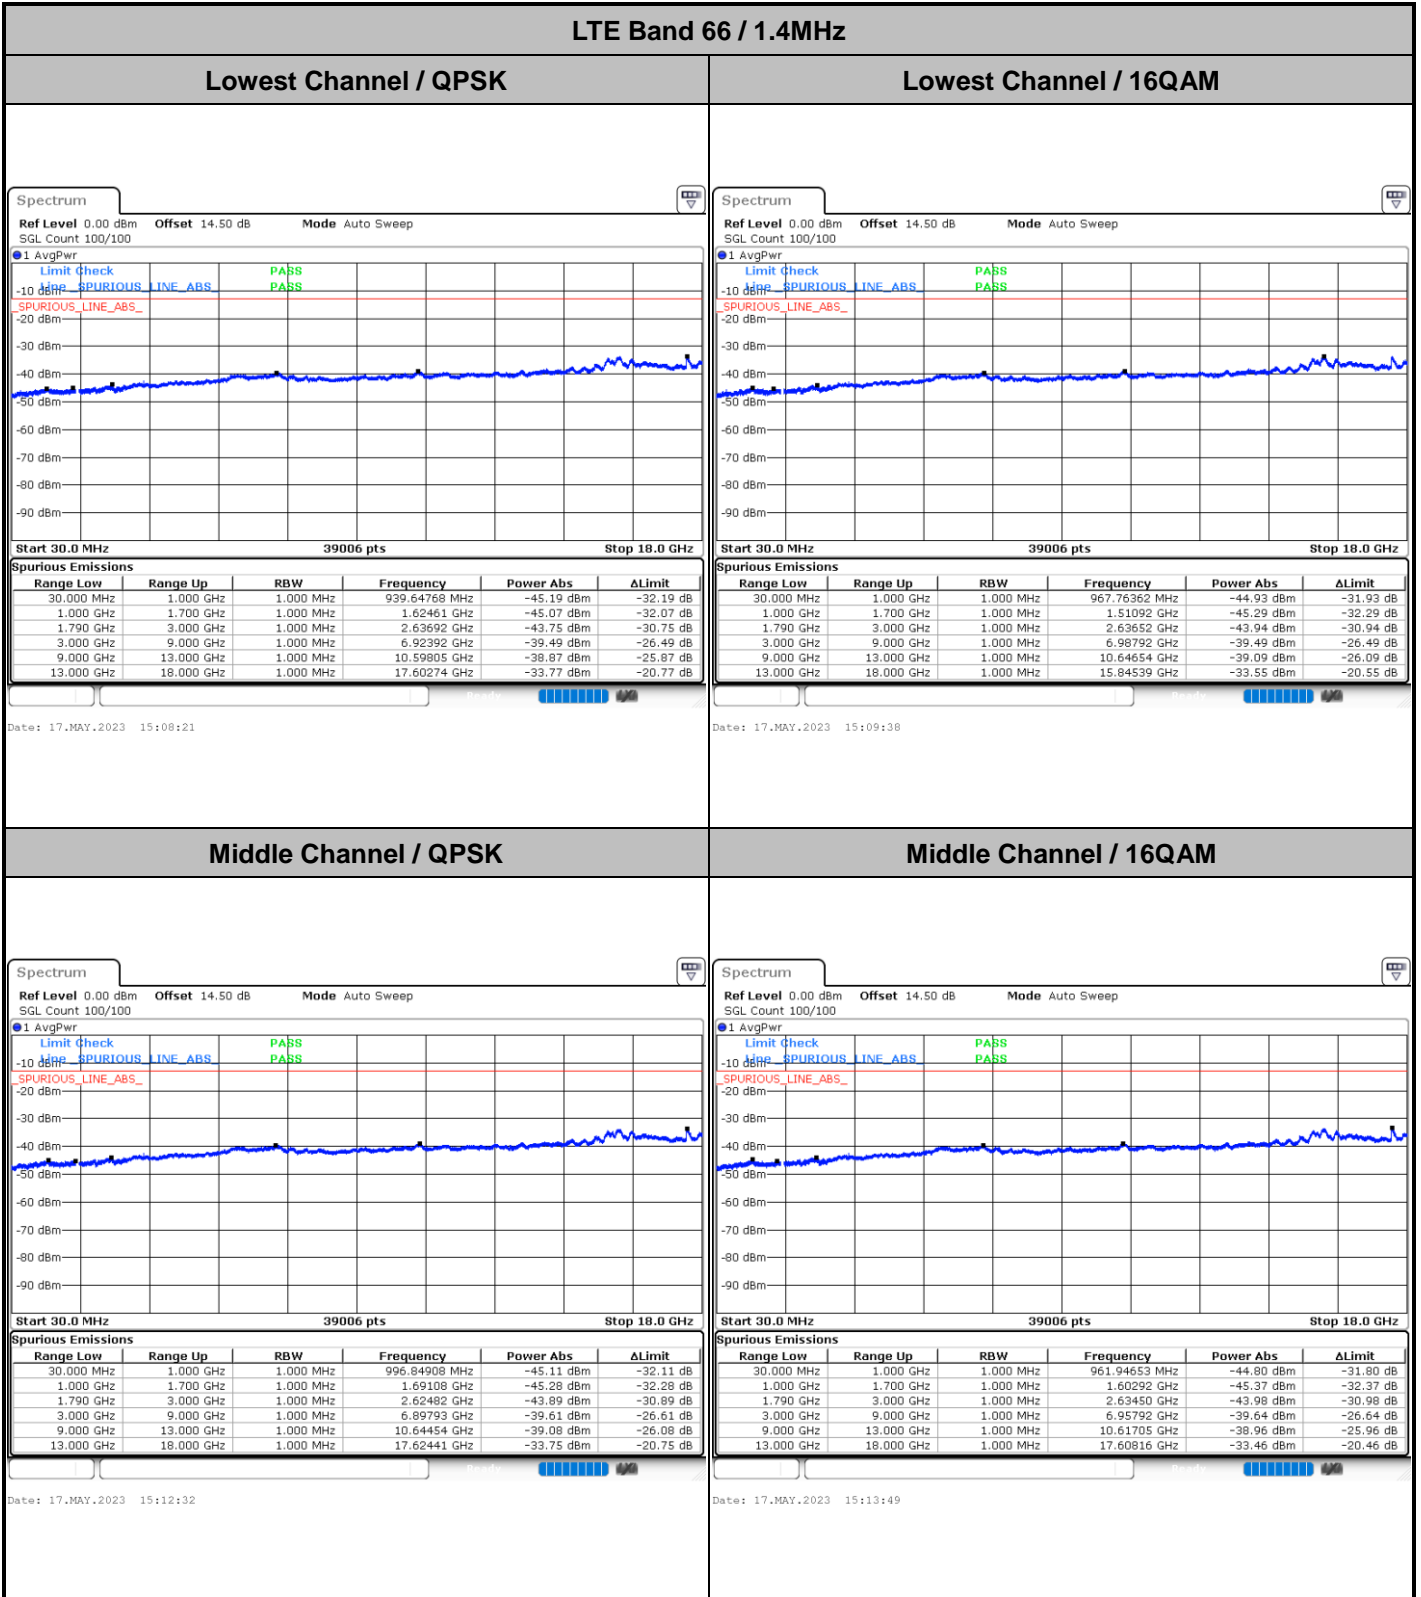 LTE Band 66 / 1.4MHz
Lowest Channel / QPSK
Lowest Channel / 16QAM
Spectrum
Ref Level 0.00 dBm Offset 14.50 dB Mode Auto Sweep
SGL Count 100/100
1 AvgPwr
Limit Check PASS
Line _SPURIOUS_LINE_ABS_ PASS
-10 dBm
_SPURIOUS_LINE_ABS_
-20 dBm
-30 dBm
-40 dBm
-50 dBm
-60 dBm
-70 dBm
-80 dBm
-90 dBm
Start 30.0 MHz 39006 pts Stop 18.0 GHz
Spurious Emissions
Range Low Range Up RBW Frequency Power Abs ΔLimit
30.000 MHz 1.000 GHz 1.000 MHz 939.64768 MHz -45.19 dBm -32.19 dB
1.000 GHz 1.700 GHz 1.000 MHz 1.62461 GHz -45.07 dBm -32.07 dB
1.790 GHz 3.000 GHz 1.000 MHz 2.63692 GHz -43.75 dBm -30.75 dB
3.000 GHz 9.000 GHz 1.000 MHz 6.92392 GHz -39.49 dBm -26.49 dB
9.000 GHz 13.000 GHz 1.000 MHz 10.59805 GHz -38.87 dBm -25.87 dB
13.000 GHz 18.000 GHz 1.000 MHz 17.60274 GHz -33.77 dBm -20.77 dB
Ready
Date: 17.MAY.2023 15:08:21
Spectrum
Ref Level 0.00 dBm Offset 14.50 dB Mode Auto Sweep
SGL Count 100/100
1 AvgPwr
Limit Check PASS
Line _SPURIOUS_LINE_ABS_ PASS
-10 dBm
_SPURIOUS_LINE_ABS_
-20 dBm
-30 dBm
-40 dBm
-50 dBm
-60 dBm
-70 dBm
-80 dBm
-90 dBm
Start 30.0 MHz 39006 pts Stop 18.0 GHz
Spurious Emissions
Range Low Range Up RBW Frequency Power Abs ΔLimit
30.000 MHz 1.000 GHz 1.000 MHz 967.76362 MHz -44.93 dBm -31.93 dB
1.000 GHz 1.700 GHz 1.000 MHz 1.51092 GHz -45.29 dBm -32.29 dB
1.790 GHz 3.000 GHz 1.000 MHz 2.63652 GHz -43.94 dBm -30.94 dB
3.000 GHz 9.000 GHz 1.000 MHz 6.98792 GHz -39.49 dBm -26.49 dB
9.000 GHz 13.000 GHz 1.000 MHz 10.64654 GHz -39.09 dBm -26.09 dB
13.000 GHz 18.000 GHz 1.000 MHz 15.84539 GHz -33.55 dBm -20.55 dB
Ready
Date: 17.MAY.2023 15:09:38
Middle Channel / QPSK
Middle Channel / 16QAM
Spectrum
Ref Level 0.00 dBm Offset 14.50 dB Mode Auto Sweep
SGL Count 100/100
1 AvgPwr
Limit Check PASS
Line _SPURIOUS_LINE_ABS_ PASS
-10 dBm
_SPURIOUS_LINE_ABS_
-20 dBm
-30 dBm
-40 dBm
-50 dBm
-60 dBm
-70 dBm
-80 dBm
-90 dBm
Start 30.0 MHz 39006 pts Stop 18.0 GHz
Spurious Emissions
Range Low Range Up RBW Frequency Power Abs ΔLimit
30.000 MHz 1.000 GHz 1.000 MHz 996.84908 MHz -45.11 dBm -32.11 dB
1.000 GHz 1.700 GHz 1.000 MHz 1.69108 GHz -45.28 dBm -32.28 dB
1.790 GHz 3.000 GHz 1.000 MHz 2.62482 GHz -43.89 dBm -30.89 dB
3.000 GHz 9.000 GHz 1.000 MHz 6.89793 GHz -39.61 dBm -26.61 dB
9.000 GHz 13.000 GHz 1.000 MHz 10.64454 GHz -39.08 dBm -26.08 dB
13.000 GHz 18.000 GHz 1.000 MHz 17.62441 GHz -33.75 dBm -20.75 dB
Ready
Date: 17.MAY.2023 15:12:32
Spectrum
Ref Level 0.00 dBm Offset 14.50 dB Mode Auto Sweep
SGL Count 100/100
1 AvgPwr
Limit Check PASS
Line _SPURIOUS_LINE_ABS_ PASS
-10 dBm
_SPURIOUS_LINE_ABS_
-20 dBm
-30 dBm
-40 dBm
-50 dBm
-60 dBm
-70 dBm
-80 dBm
-90 dBm
Start 30.0 MHz 39006 pts Stop 18.0 GHz
Spurious Emissions
Range Low Range Up RBW Frequency Power Abs ΔLimit
30.000 MHz 1.000 GHz 1.000 MHz 961.94653 MHz -44.80 dBm -31.80 dB
1.000 GHz 1.700 GHz 1.000 MHz 1.60292 GHz -45.37 dBm -32.37 dB
1.790 GHz 3.000 GHz 1.000 MHz 2.63450 GHz -43.98 dBm -30.98 dB
3.000 GHz 9.000 GHz 1.000 MHz 6.95792 GHz -39.64 dBm -26.64 dB
9.000 GHz 13.000 GHz 1.000 MHz 10.61705 GHz -38.96 dBm -25.96 dB
13.000 GHz 18.000 GHz 1.000 MHz 17.60816 GHz -33.46 dBm -20.46 dB
Ready
Date: 17.MAY.2023 15:13:49